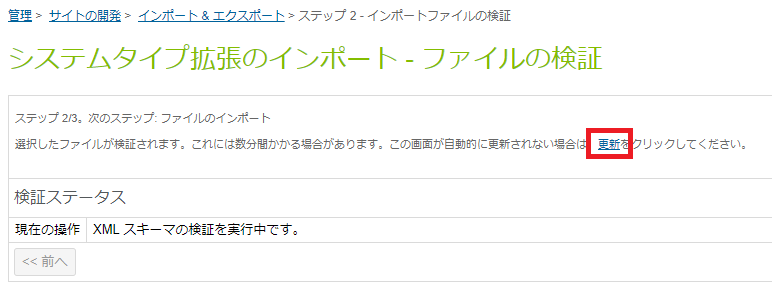 管理 > サイトの開発 > インポート & エクスポート > ステップ 2 - インポートファイルの検証
システムタイプ拡張のインポート - ファイルの検証
ステップ 2/3。次のステップ: ファイルのインポート
選択したファイルが検証されます。これには数分間かかる場合があります。この画面が自動的に更新されない場合は、更新をクリックしてください。
検証ステータス
現在の操作 XML スキーマの検証を実行中です。
<< 前へ